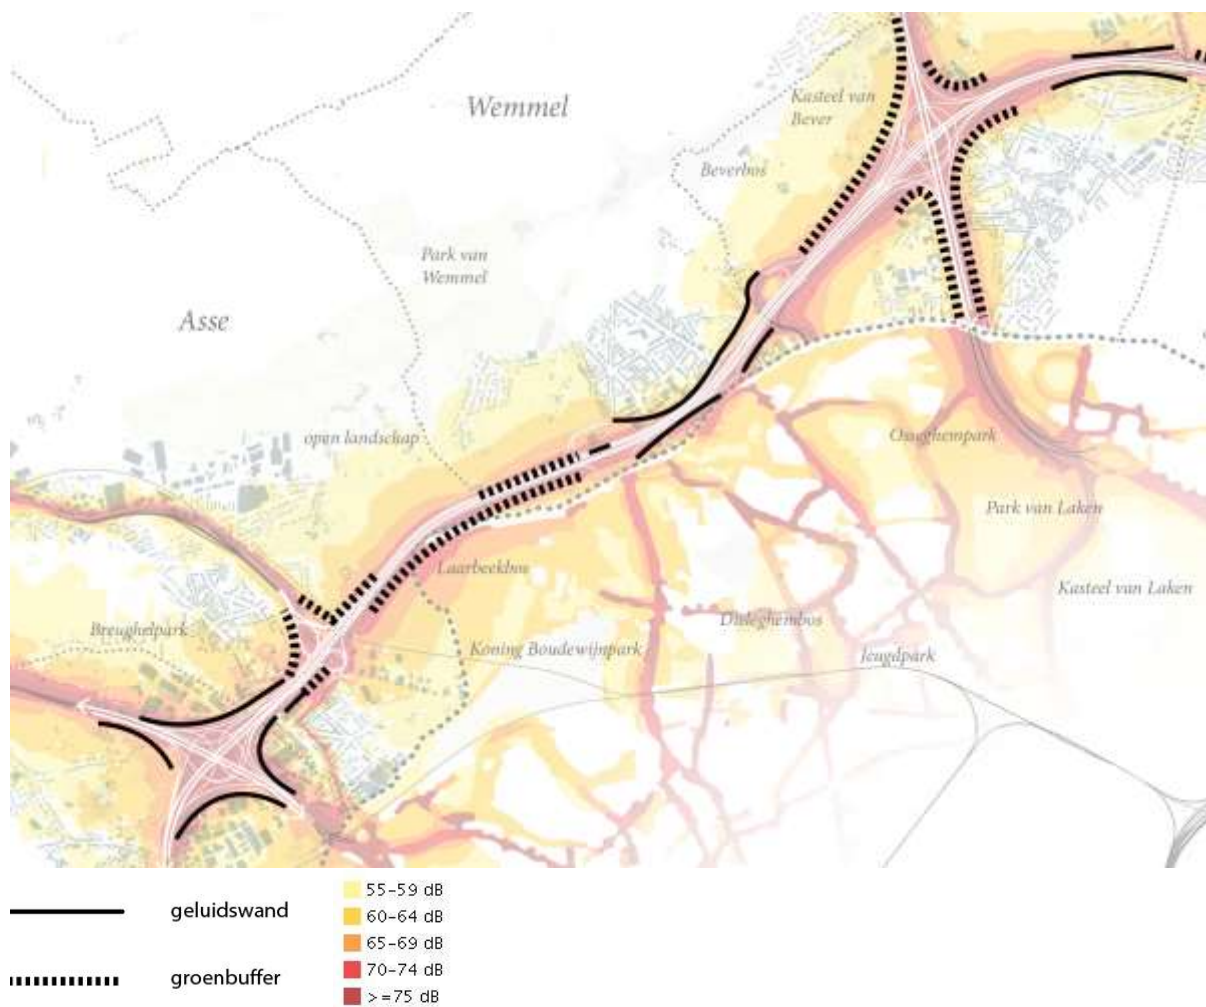 Wemmel
Kasteel van
Bever
Beverbos
Park van
Wemmel
Asse
open landschap
Osseghempark
Park van Laken
Laarbeekbos
Kasteel van Laken
Dieleghembos
Breughelpark
Koning Boudewijnpark
Jeugdpark
geluidswand
groenbuffer
55-59 dB
60-64 dB
65-69 dB
70-74 dB
>=75 dB